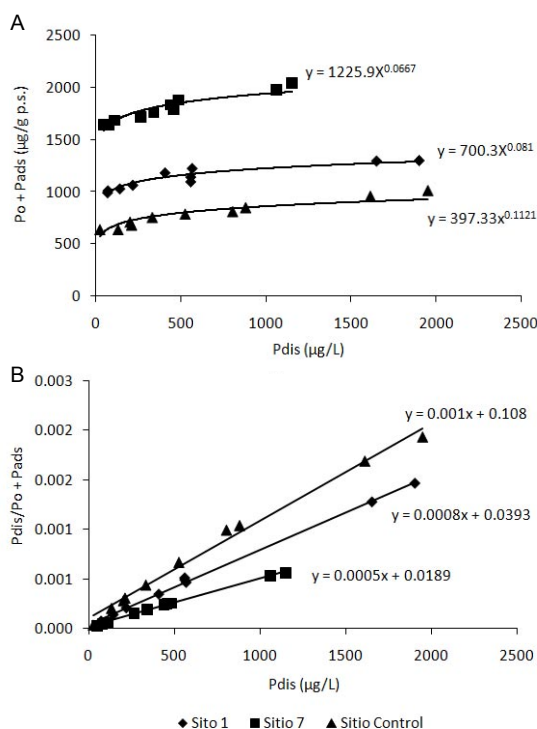 A
2500
2000
1500
1000
500
0
Po + Pads (µg/g p.s.)
y = 1225.9X^0.0667
y = 700.3X^0.081
y = 397.33x^0.1121
0 500 1000 1500 2000 2500
Pdis (µg/L)
B
0.003
0.002
0.002
0.001
0.001
0.000
Pdis/Po + Pads
y = 0.001x + 0.108
y = 0.0008x + 0.0393
y = 0.0005x + 0.0189
0 500 1000 1500 2000 2500
Pdis (µg/L)
Sito 1 Sitio 7 Sitio Control